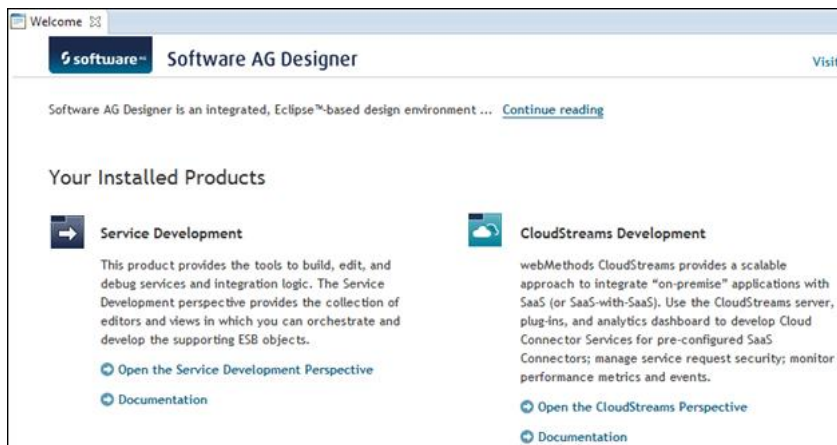 Welcome
software AG
Software AG Designer
Visit
Software AG Designer is an integrated, Eclipse™-based design environment ... Continue reading
Your Installed Products
Service Development
This product provides the tools to build, edit, and
debug services and integration logic. The Service
Development perspective provides the collection of
editors and views in which you can orchestrate and
develop the supporting ESB objects.
Open the Service Development Perspective
Documentation
CloudStreams Development
webMethods CloudStreams provides a scalable
approach to integrate “on-premise” applications with
SaaS (or SaaS-with-SaaS). Use the CloudStreams server,
plug-ins, and analytics dashboard to develop Cloud
Connector Services for pre-configured SaaS
Connectors; manage service request security; monitor
performance metrics and events.
Open the CloudStreams Perspective
Documentation